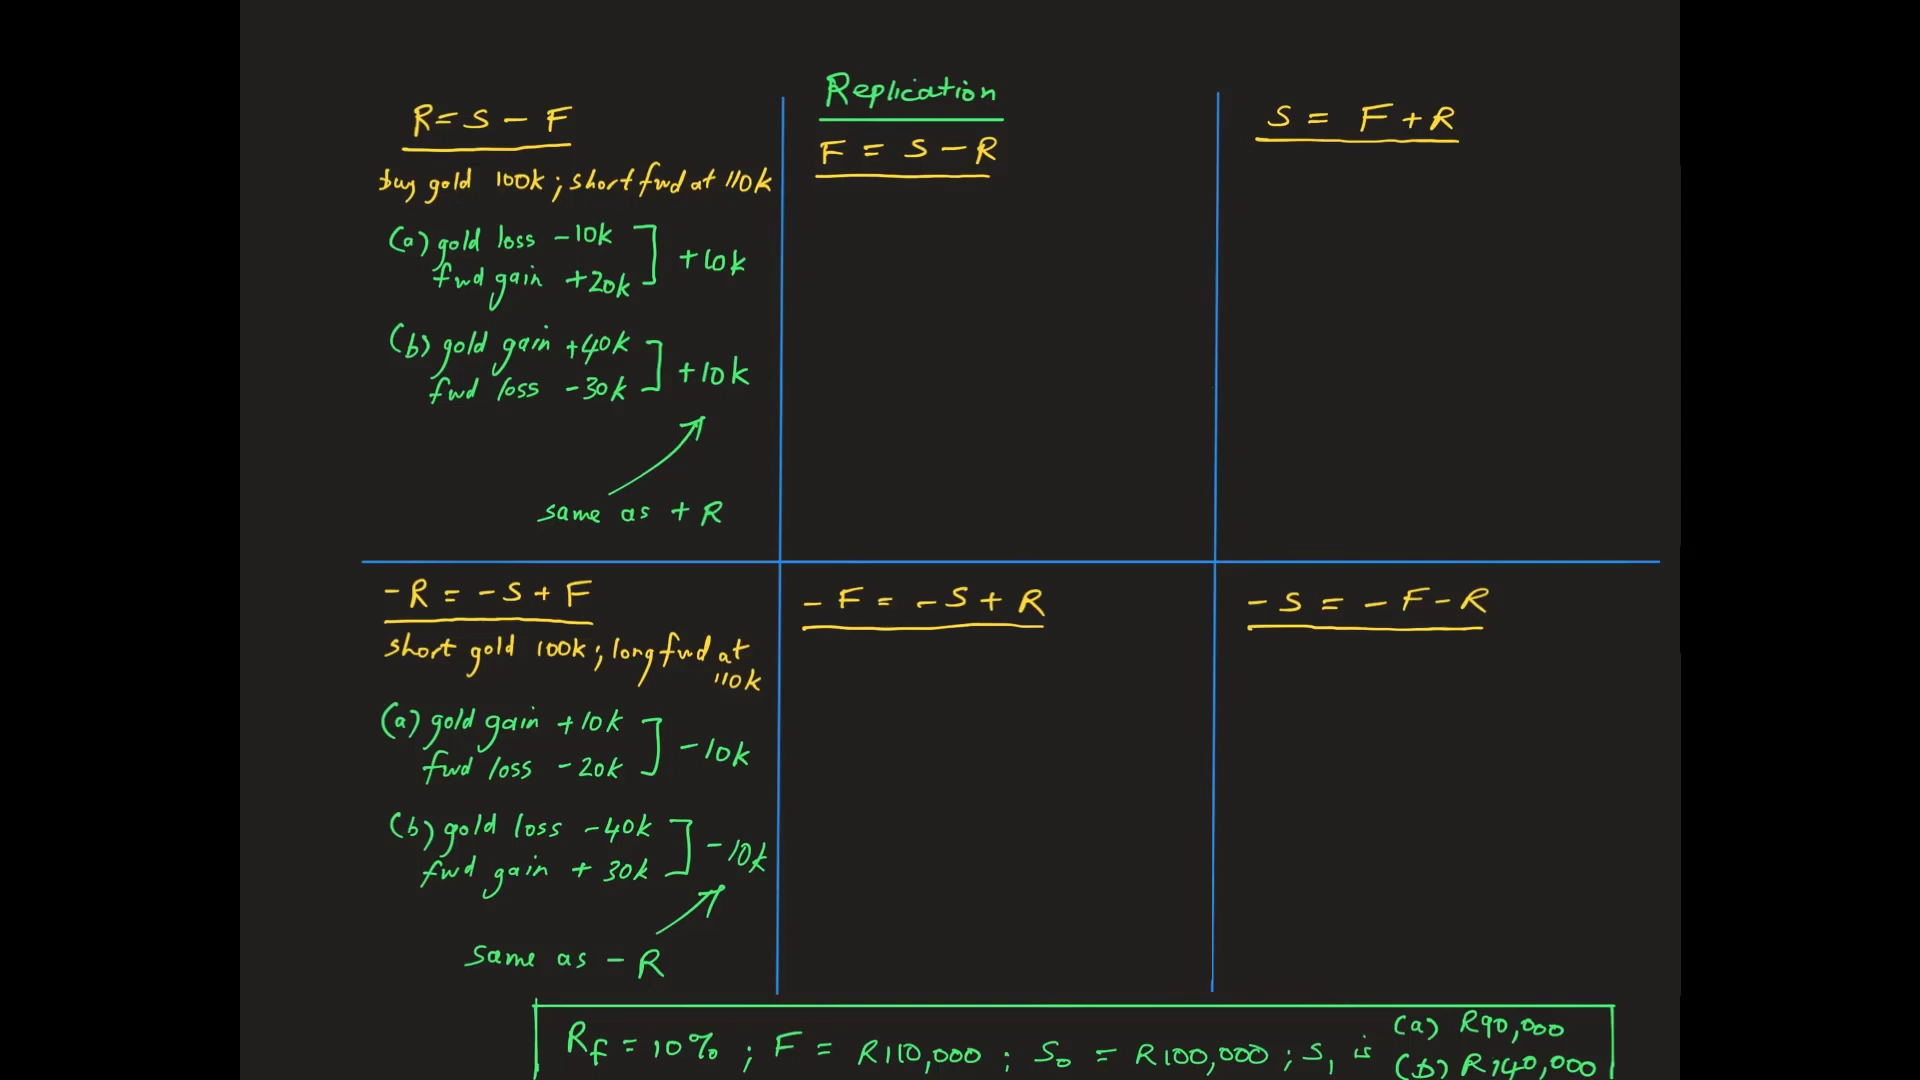 Replication
R = S - F
buy gold 100k; short fwd at 110k
(a) gold loss -10k
fwd gain +20k
+10k
(b) gold gain +40k
fwd loss -30k
+10k
same as + R
F = S - R
S = F + R
-R = -S + F
short gold 100k; long fwd at
110k
(a) gold gain +10k
fwd loss -20k
-10k
(b) gold loss -40k
fwd gain + 30k
-10k
same as - R
- F = - S + R
- S = - F - R
Rf = 10% ; F = R110,000 ; S0 = R100,000 ; S1 is
(a) R90,000
(b) R140,000